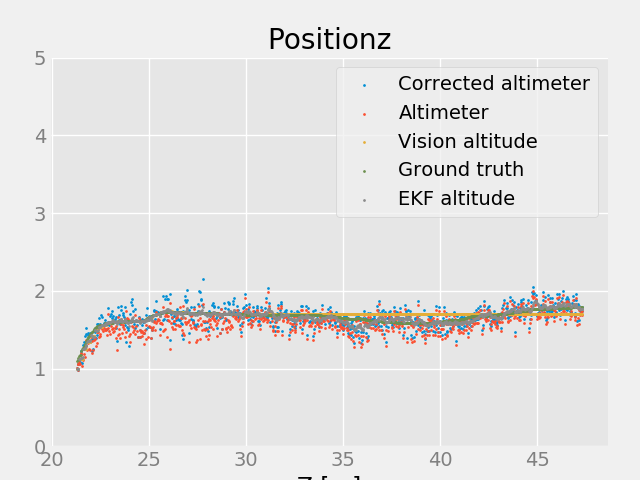 Positionz
5
4
3
2
1
0
Corrected altimeter
Altimeter
Vision altitude
Ground truth
EKF altitude
20 25 30 35 40 45